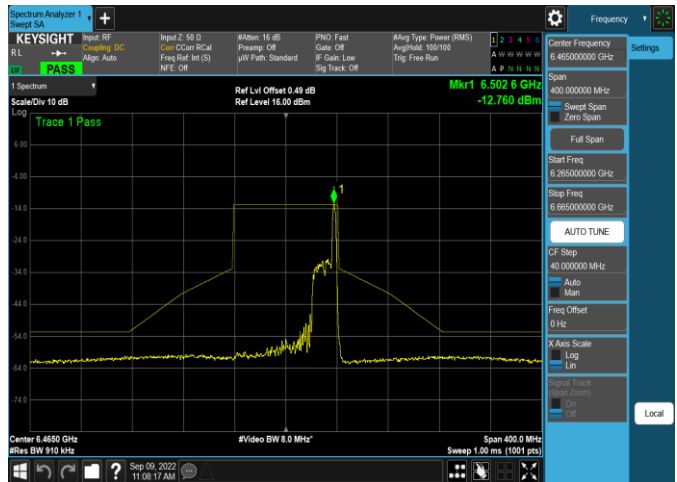 Spectrum Analyzer 1
Swept SA
Frequency
KEYSIGHT
RL
PASS
Input: RF
Coupling: DC
Align: Auto
Input Z: 50 Ω
Corr CCorr RCal
Freq Ref: Int (S)
NFE: Off
#Atten: 16 dB
Preamp: Off
µW Path: Standard
PNO: Fast
Gate: Off
IF Gain: Low
Sig Track: Off
#Avg Type: Power (RMS)
Avg|Hold: 100/100
Trig: Free Run
1 2 3 4 5 6
A W W W W W
A P N N N N
1 Spectrum
Scale/Div 10 dB
Log
Ref Lvl Offset 0.49 dB
Ref Level 16.00 dBm
Mkr1 6.502 6 GHz
-12.760 dBm
Trace 1 Pass
1
6.00
-4.00
-14.0
-24.0
-34.0
-44.0
-54.0
-64.0
-74.0
Center 6.4650 GHz
#Res BW 910 kHz
#Video BW 8.0 MHz*
Span 400.0 MHz
Sweep 1.00 ms (1001 pts)
Sep 09, 2022
11:08:17 AM
?
Settings
Center Frequency
6.465000000 GHz
Span
400.000000 MHz
Swept Span
Zero Span
Full Span
Start Freq
6.265000000 GHz
Stop Freq
6.665000000 GHz
AUTO TUNE
CF Step
40.000000 MHz
Auto
Man
Freq Offset
0 Hz
X Axis Scale
Log
Lin
Signal Track
(Span Zoom)
On
Off
Local